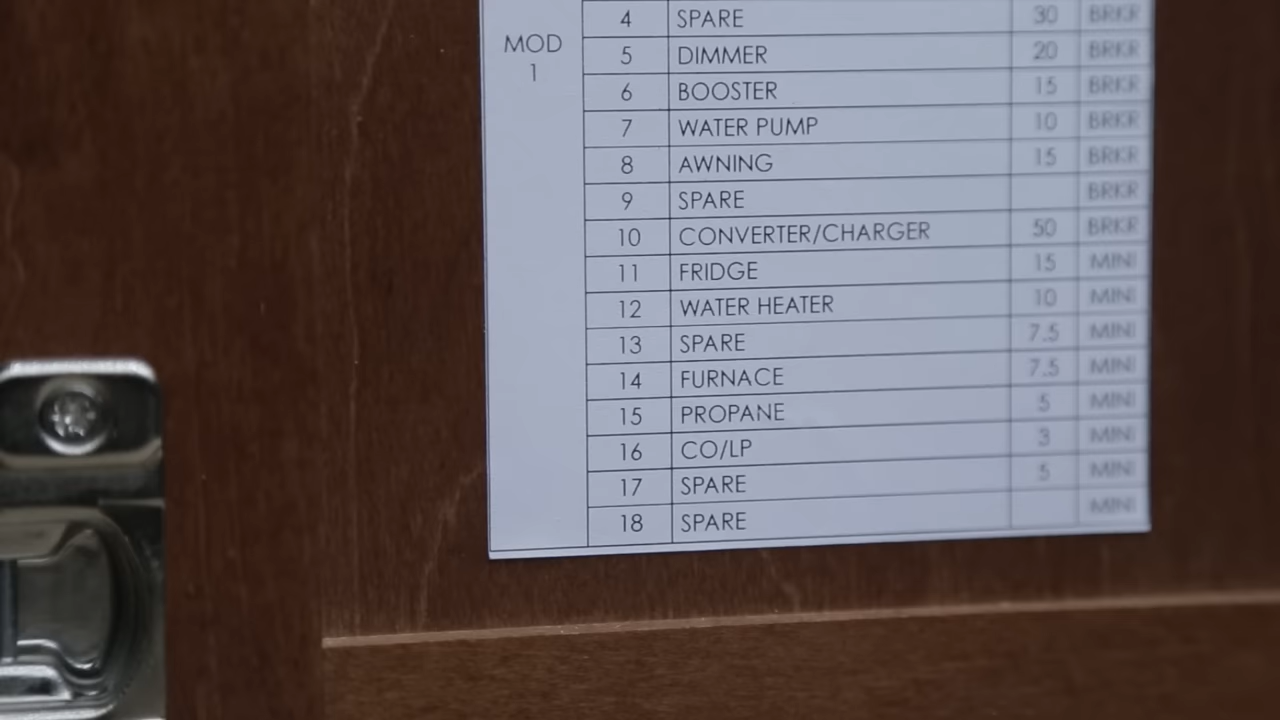 4 SPARE 30 BRKR
MOD 1
5 DIMMER 20 BRKR
6 BOOSTER 15 BRKR
7 WATER PUMP 10 BRKR
8 AWNING 15 BRKR
9 SPARE BRKR
10 CONVERTER/CHARGER 50 BRKR
11 FRIDGE 15 MINI
12 WATER HEATER 10 MINI
13 SPARE 7.5 MINI
14 FURNACE 7.5 MINI
15 PROPANE 5 MINI
16 CO/LP 3 MINI
17 SPARE 5 MINI
18 SPARE MINI